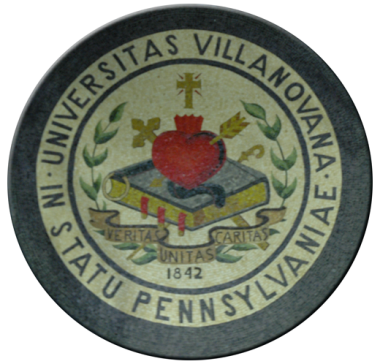 · UNIVERSITAS VILLANOVANA · IN STATU PENNSYLVANIAE
VERITAS UNITAS CARITAS
1842